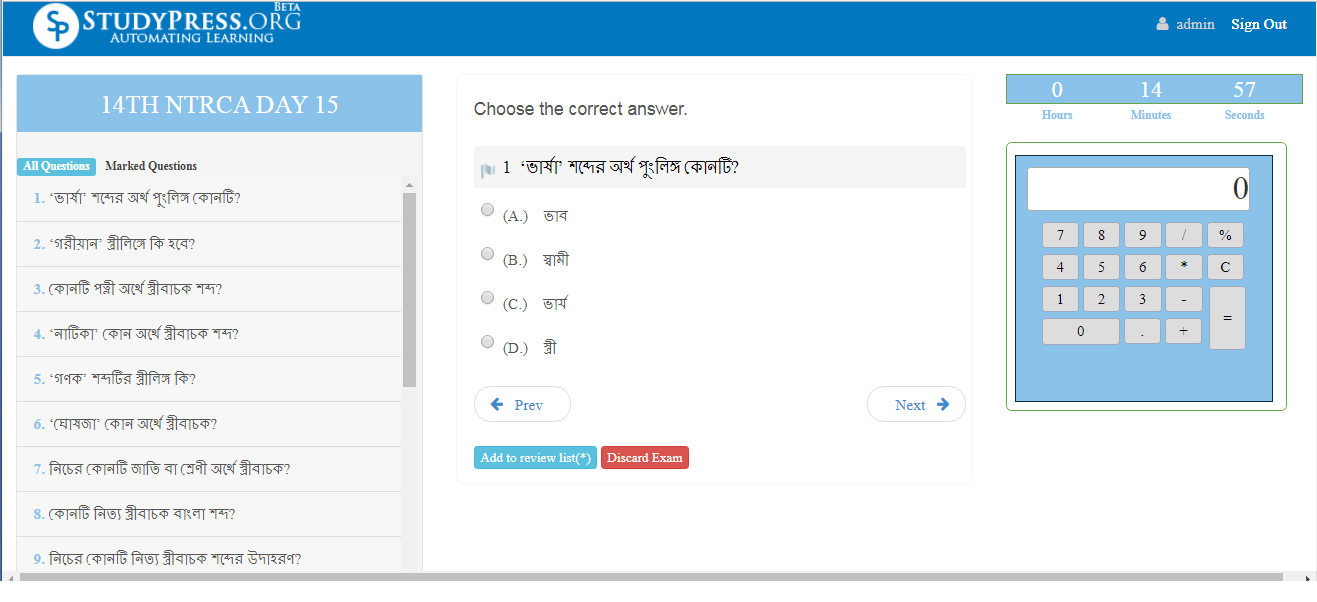 BETA
STUDYPRESS.ORG
AUTOMATING LEARNING
admin Sign Out
14TH NTRCA DAY 15
All Questions Marked Questions
1. ‘ভার্ষা’ শব্দের অর্থ পুংলিঙ্গ কোনটি?
2. ‘গরীয়ান’ স্ত্রীলিঙ্গে কি হবে?
3. কোনটি পত্নী অর্থে স্ত্রীবাচক শব্দ?
4. ‘নাটিকা’ কোন অর্থে স্ত্রীবাচক শব্দ?
5. ‘গণক’ শব্দটির স্ত্রীলিঙ্গ কি?
6. ‘ঘোষজা’ কোন অর্থে স্ত্রীবাচক?
7. নিচের কোনটি জাতি বা শ্রেণী অর্থে স্ত্রীবাচক?
8. কোনটি নিত্য স্ত্রীবাচক বাংলা শব্দ?
9. নিচের কোনটি নিত্য স্ত্রীবাচক শব্দের উদাহরণ?
Choose the correct answer.
1 ‘ভার্ষা’ শব্দের অর্থ পুংলিঙ্গ কোনটি?
(A.) ভাব
(B.) স্বামী
(C.) ভার্য
(D.) স্ত্রী
Prev Next
Add to review list(*) Discard Exam
0 14 57
Hours Minutes Seconds
0
7 8 9 / %
4 5 6 * C
1 2 3 - =
0 . +